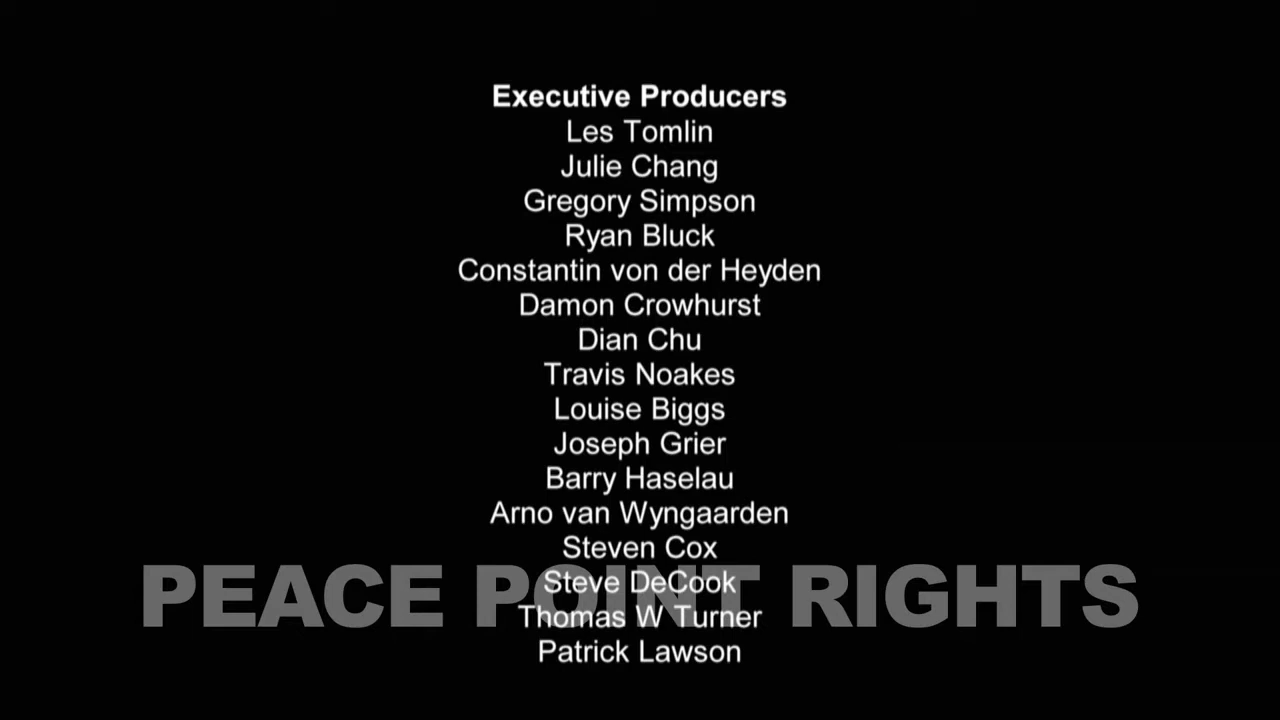 Executive Producers
Les Tomlin
Julie Chang
Gregory Simpson
Ryan Bluck
Constantin von der Heyden
Damon Crowhurst
Dian Chu
Travis Noakes
Louise Biggs
Joseph Grier
Barry Haselau
Arno van Wyngaarden
Steven Cox
Steve DeCook
PEACE POINT RIGHTS
Thomas W Turner
Patrick Lawson